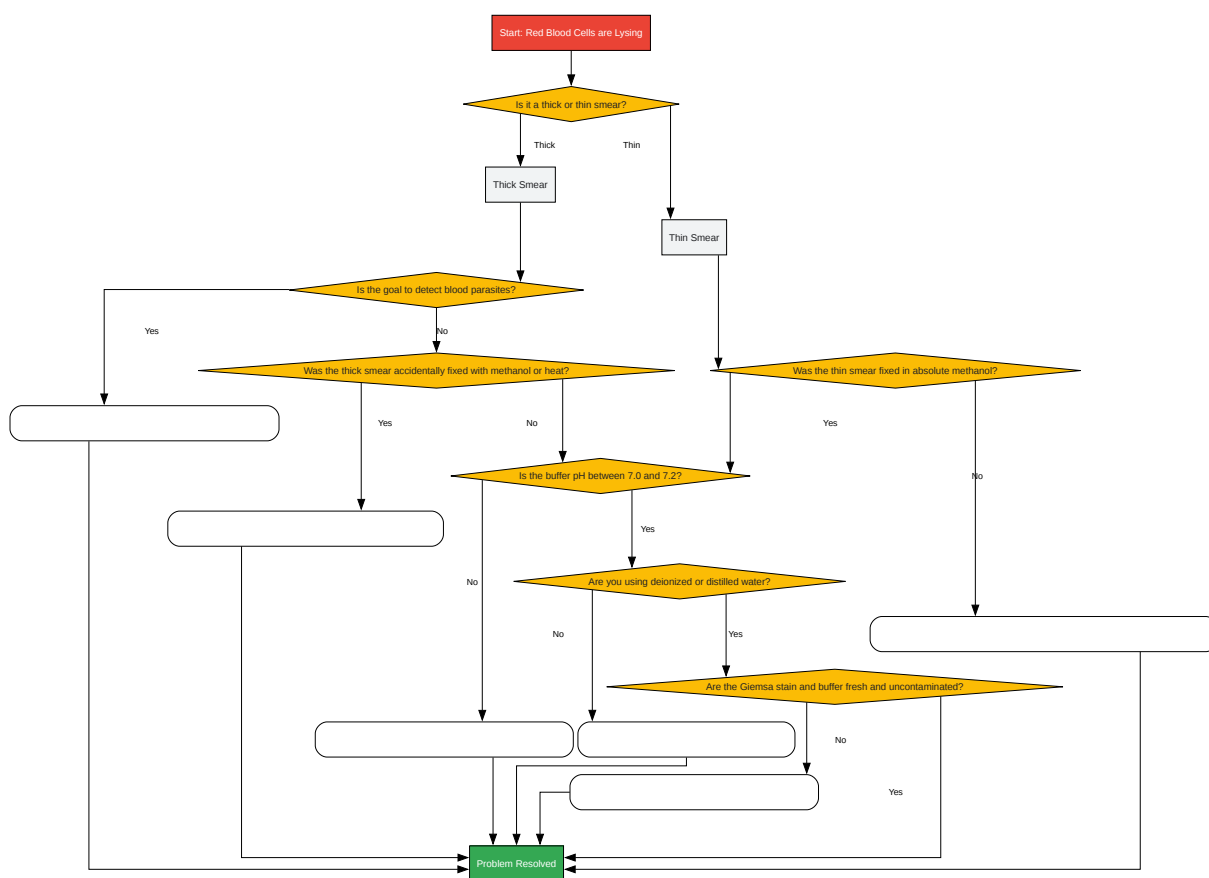 Start: Red Blood Cells are Lysing
Is it a thick or thin smear?
Thick
Thin
Thick Smear
Thin Smear
Is the goal to detect blood parasites?
Yes
No
Was the thick smear accidentally fixed with methanol or heat?
Was the thin smear fixed in absolute methanol?
Yes
No
Yes
Is the buffer pH between 7.0 and 7.2?
No
Yes
No
Are you using deionized or distilled water?
No
Yes
Are the Giemsa stain and buffer fresh and uncontaminated?
No
Yes
Problem Resolved